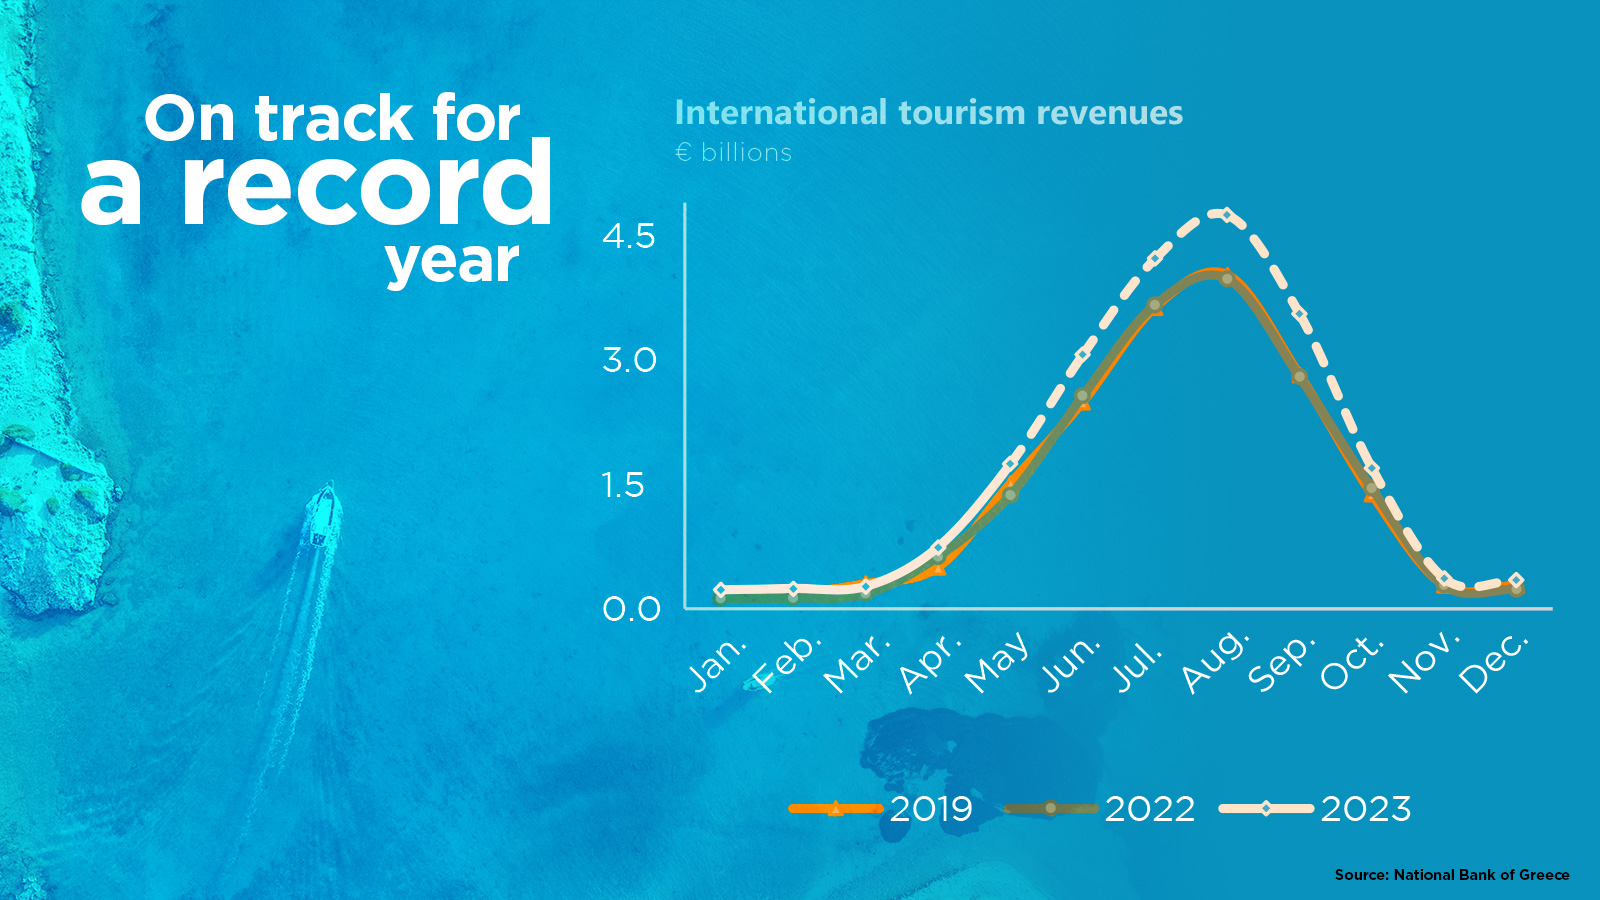 On track for
a record
year
International tourism revenues
€ billions
4.5
3.0
1.5
0.0
Jan.
Feb.
Mar.
Apr.
May
Jun.
Jul.
Aug.
Sep.
Oct.
Nov.
Dec.
2019
2022
2023
Source: National Bank of Greece